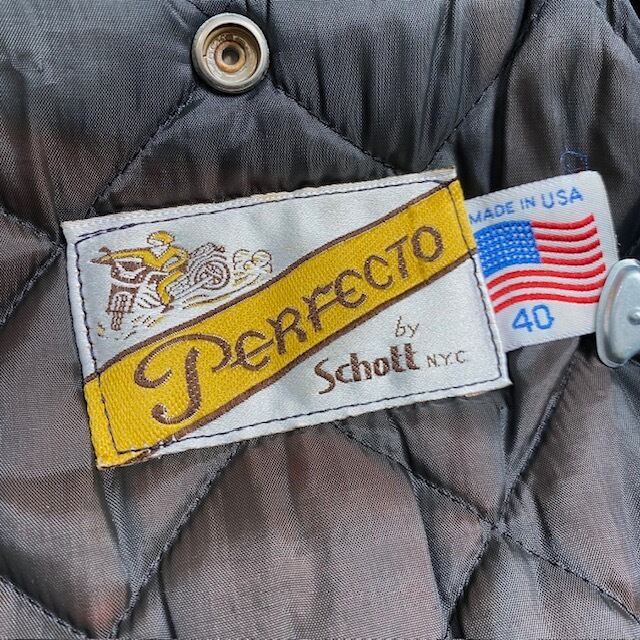 PERFECTO
by
Schott N.Y.C
MADE IN USA
40